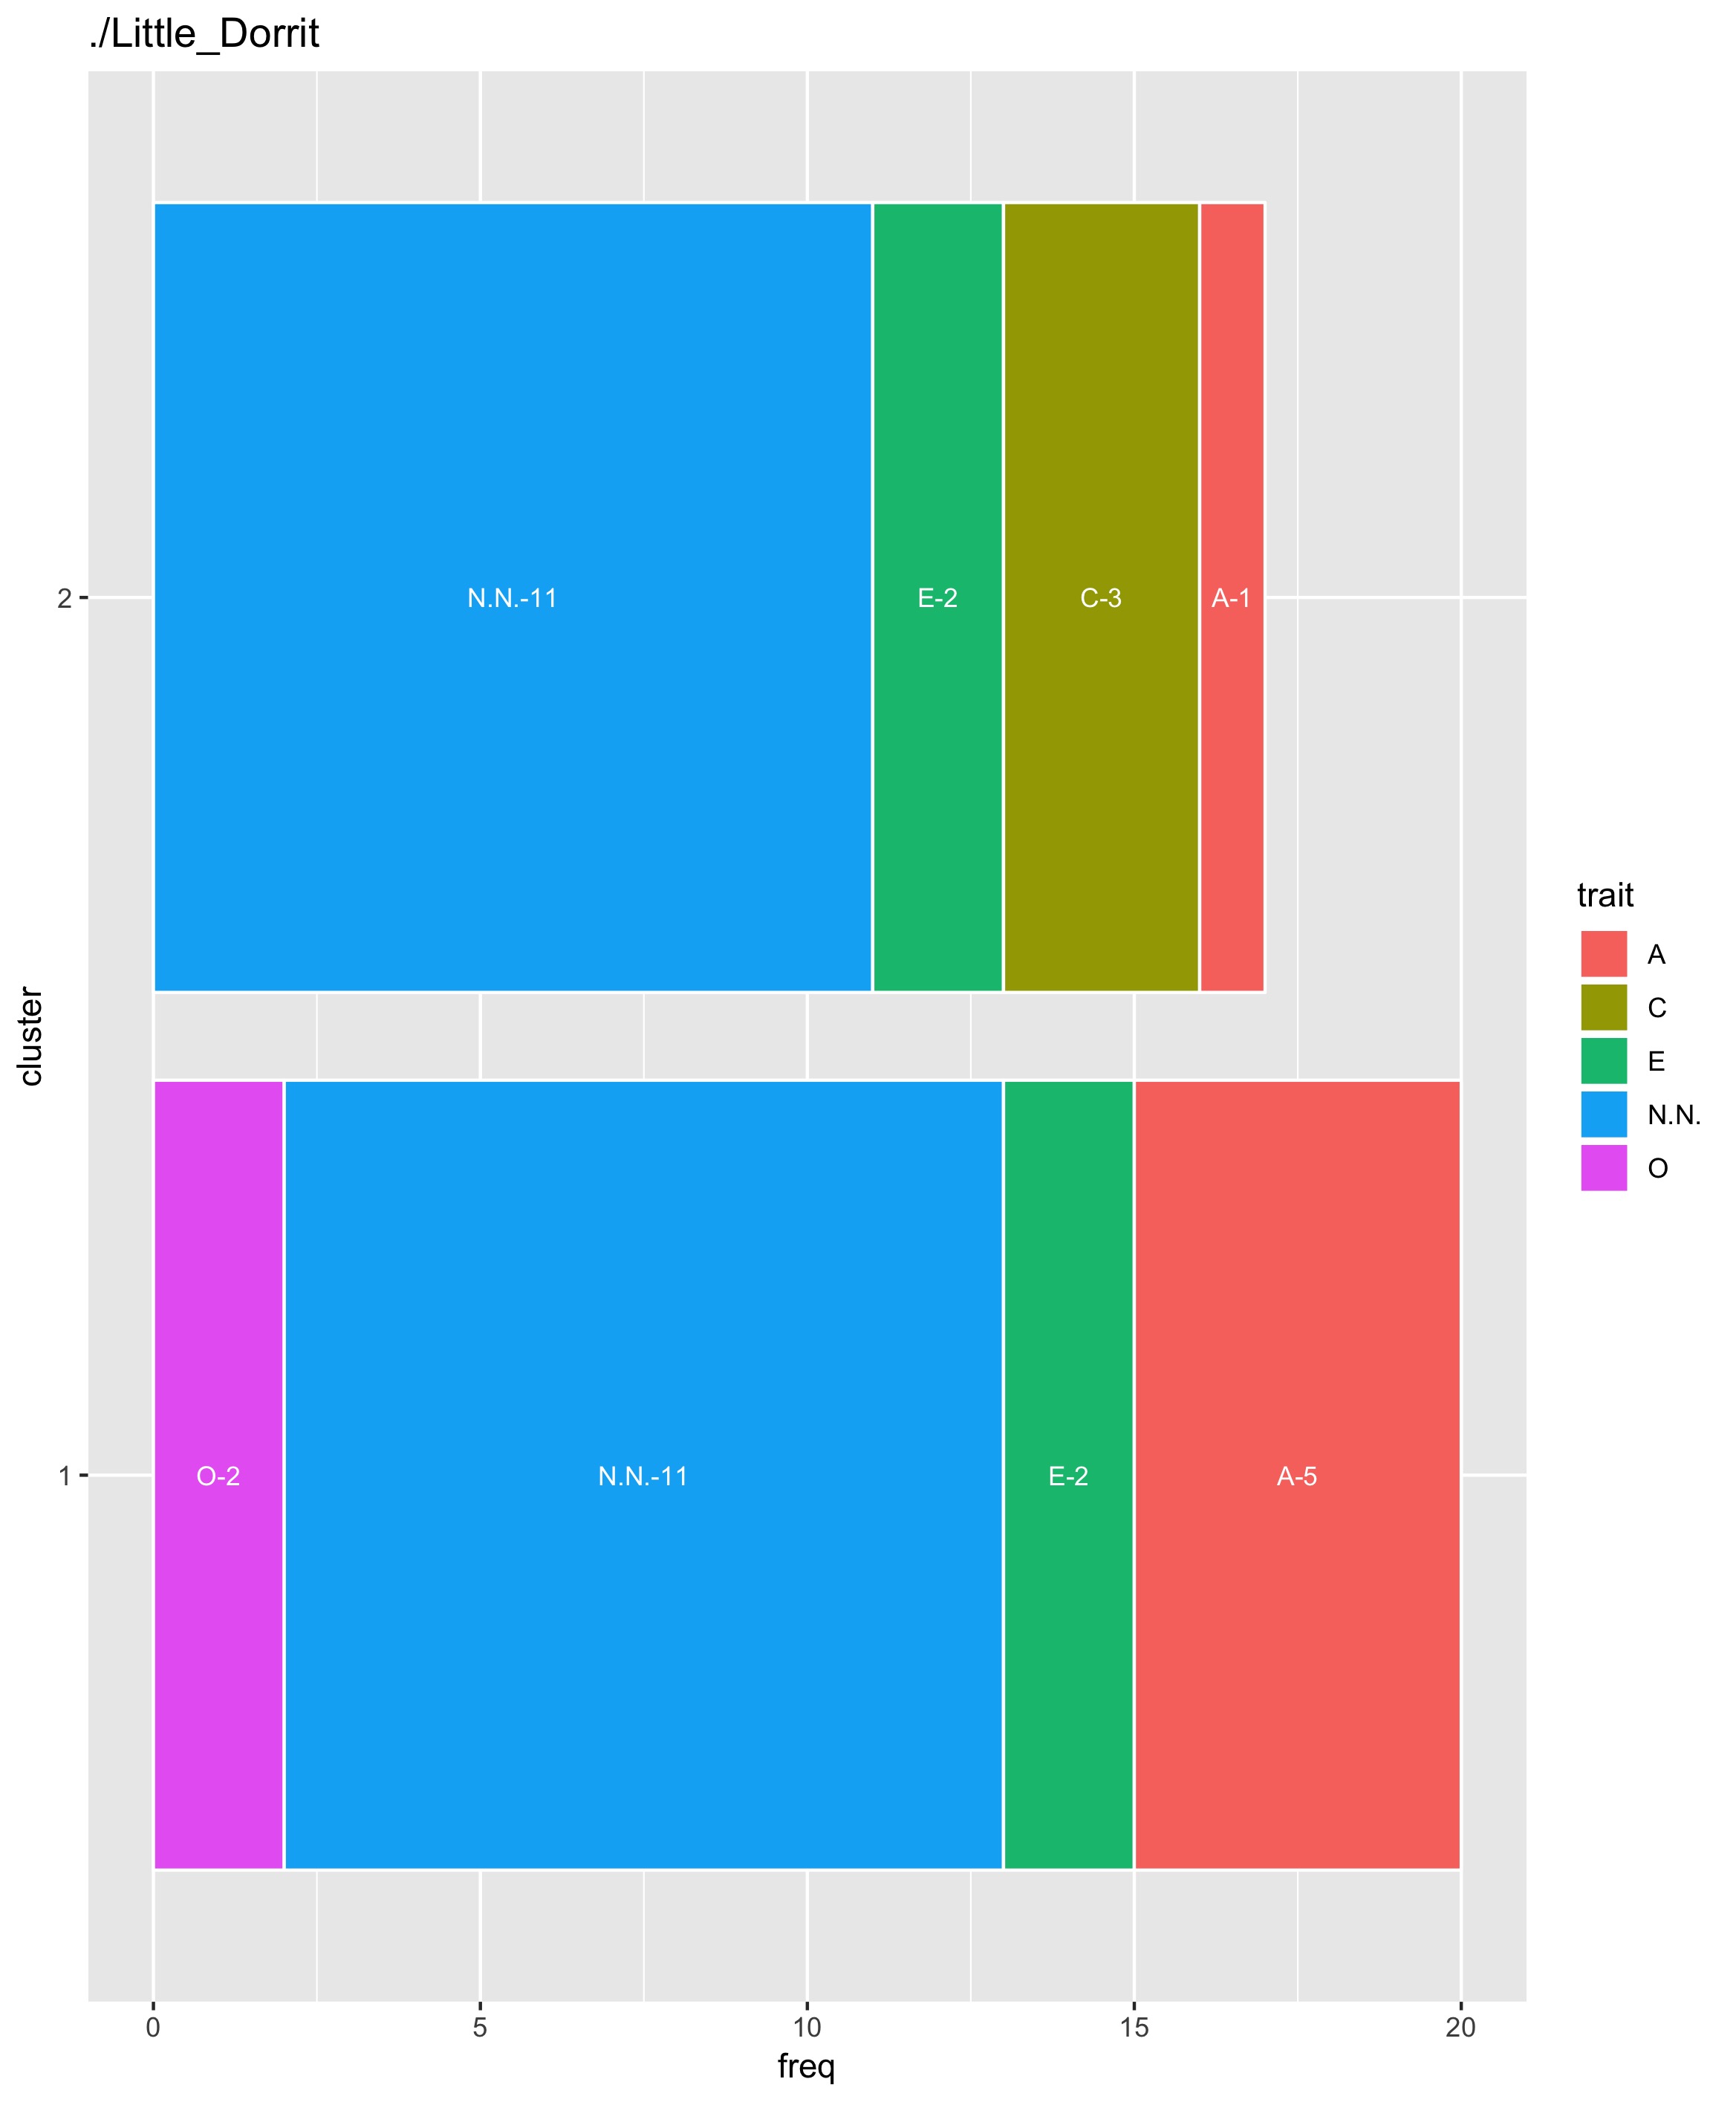 ./Little_Dorrit
2
N.N.-11
E-2
C-3
A-1
cluster
1
O-2
N.N.-11
E-2
A-5
0
5
10
15
20
freq
trait
A
C
E
N.N.
O